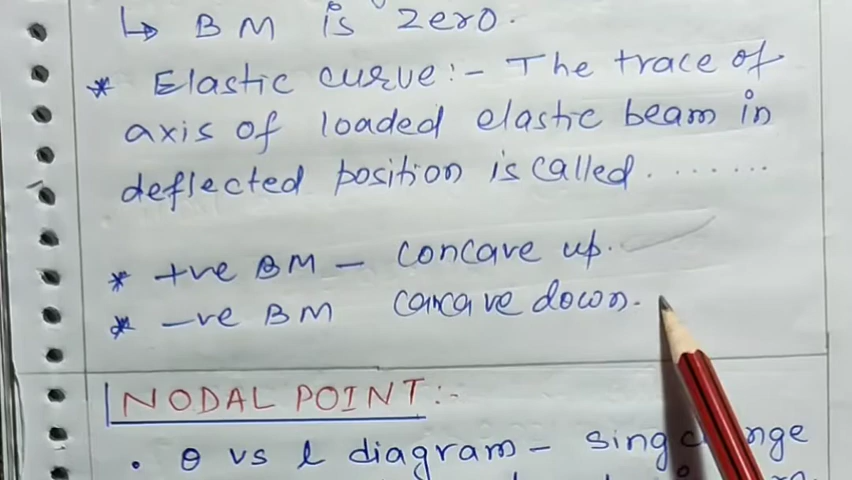 ↳ BM is zero.
* Elastic curve:- The trace of
axis of loaded elastic beam in
deflected position is called.......
* +ve BM - concave up.
* -ve BM concave down.
NODAL POINT:-
• θ vs l diagram - sing